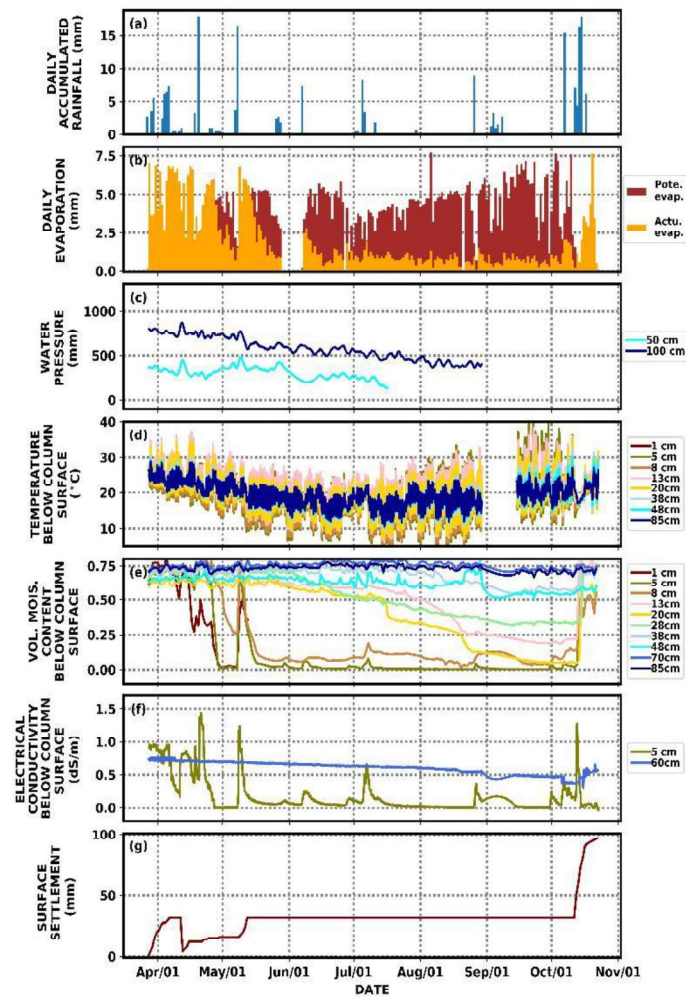 (a)
DAILY
ACCUMULATED
RAINFALL (mm)
15
10
5
0
(b)
DAILY
EVAPORATION
(mm)
7.5
5.0
2.5
0.0
Pote.
evap.
Actu.
evap.
(c)
WATER
PRESSURE
(mm)
1000
500
0
50 cm
100 cm
(d)
TEMPERATURE
BELOW COLUMN
SURFACE
(°C)
40
30
20
10
1 cm
5 cm
8 cm
13cm
20cm
38cm
48cm
85cm
(e)
VOL. MOIS.
CONTENT
BELOW COLUMN
SURFACE
0.75
0.50
0.25
0.00
1 cm
5 cm
8 cm
13cm
20cm
28cm
38cm
48cm
70cm
85cm
(f)
ELECTRICAL
CONDUCTIVITY
BELOW COLUMN
SURFACE
(dS/m)
1.5
1.0
0.5
0.0
5 cm
60cm
(g)
SURFACE
SETTLEMENT
(mm)
100
50
0
Apr/01 May/01 Jun/01 Jul/01 Aug/01 Sep/01 Oct/01 Nov/01
DATE